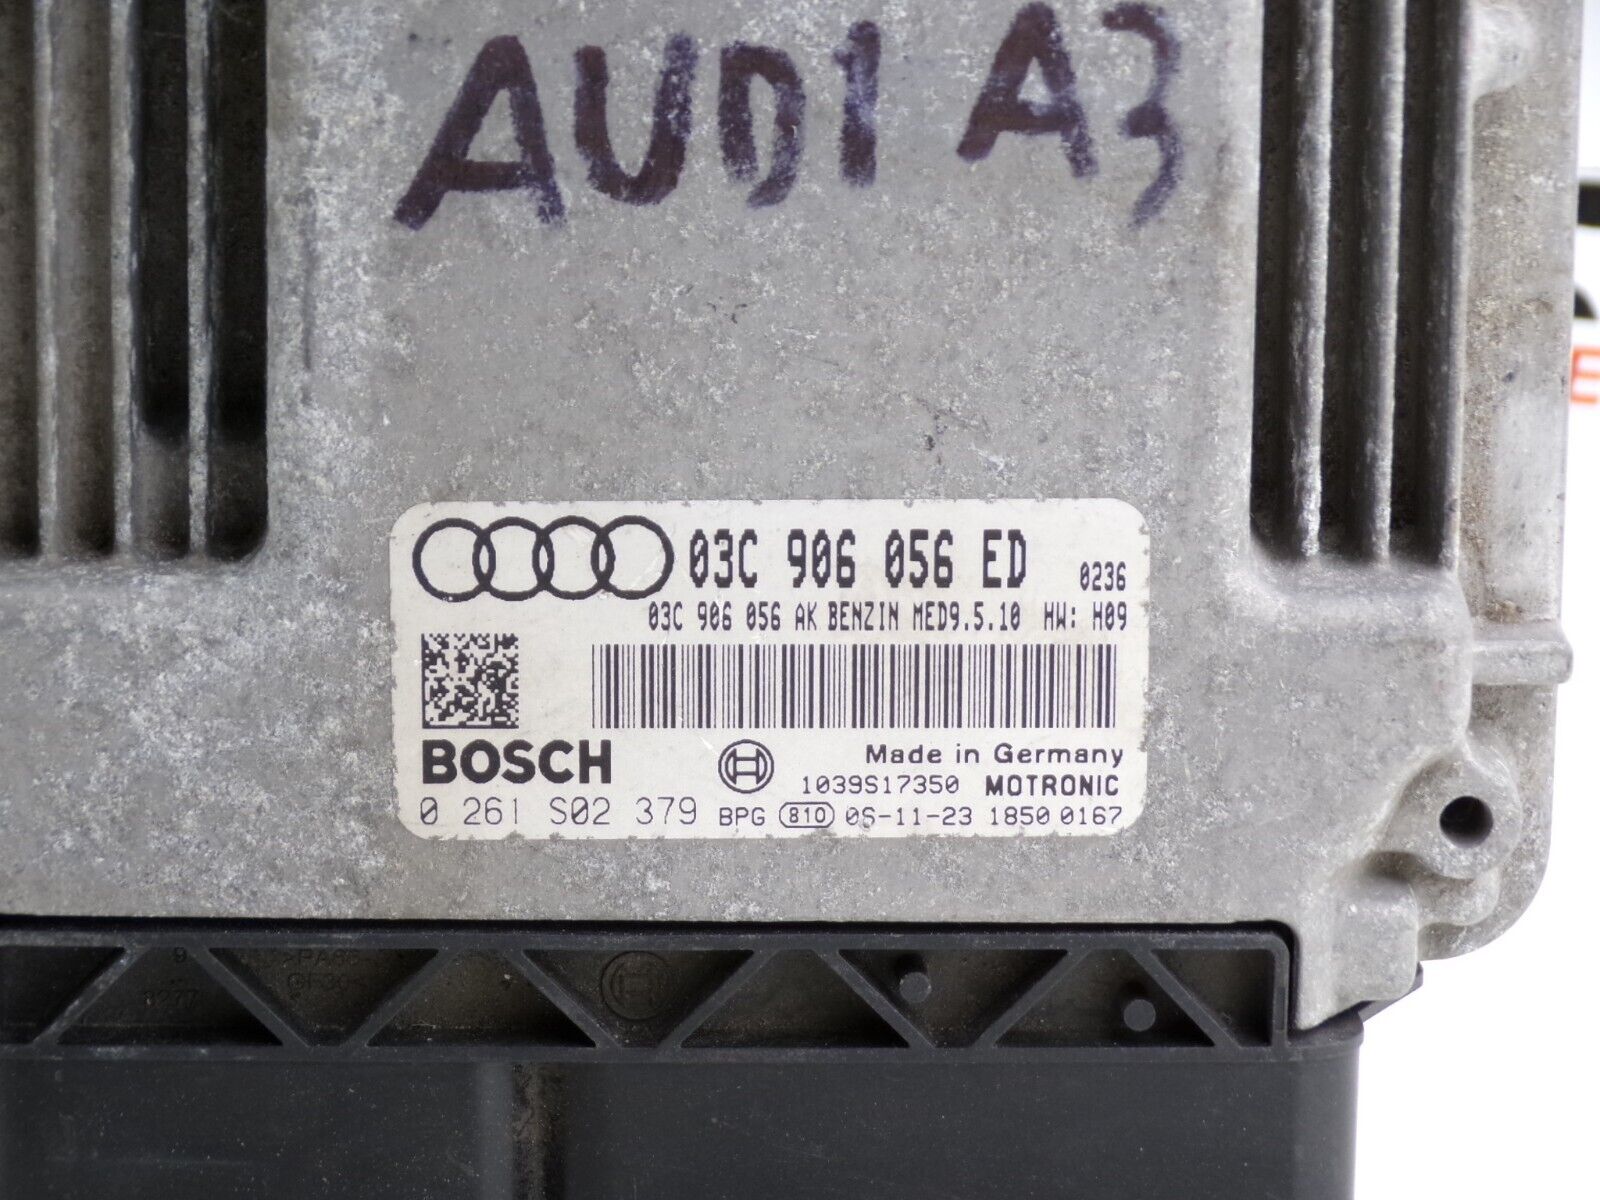 AUDI A3
03C 906 056 ED 0236
03C 906 056 AK BENZIN MED9.5.10 HW: H09
BOSCH
Made in Germany
1039S17350 MOTRONIC
0 261 S02 379 BPG 810 06-11-23 1850 0167
E